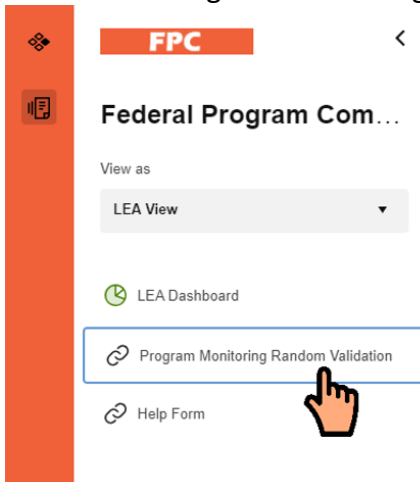 FPC
Federal Program Com...
View as
LEA View
LEA Dashboard
Program Monitoring Random Validation
Help Form